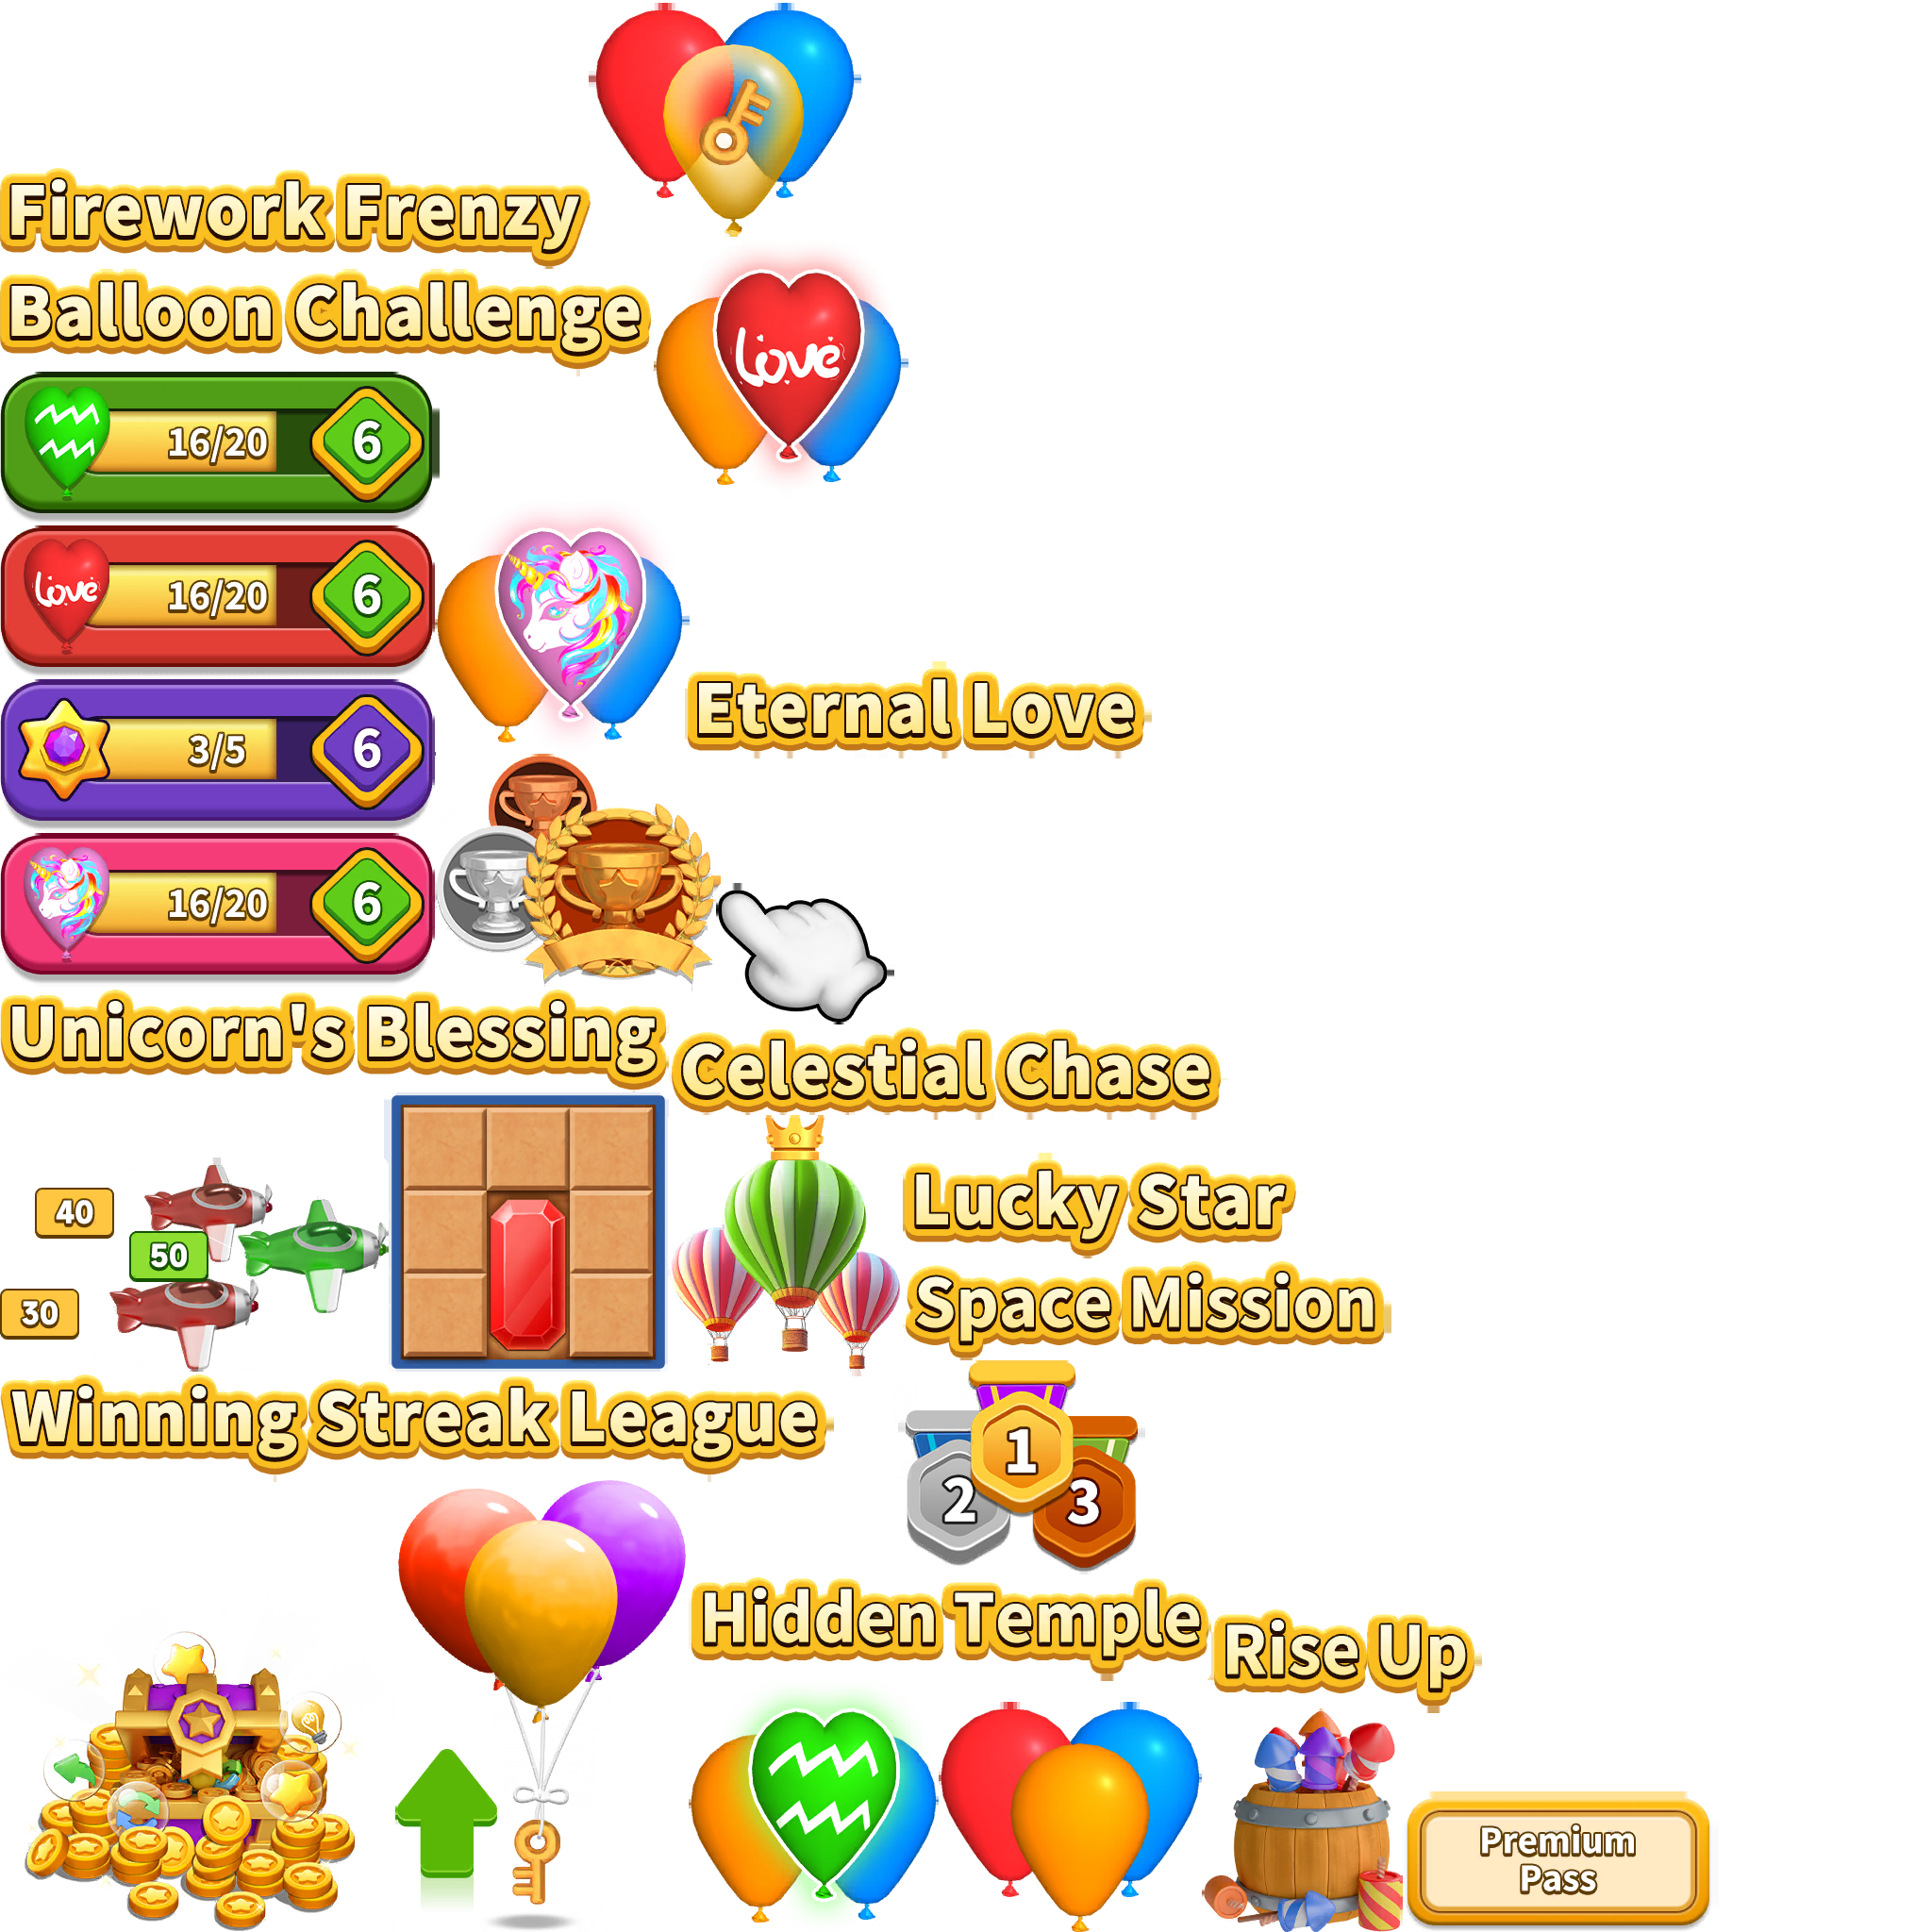 Firework Frenzy
Balloon Challenge
Love
16/20 6
Love 16/20 6
3/5 6
Eternal Love
16/20 6
Unicorn's Blessing
Celestial Chase
40
50
30
Lucky Star
Space Mission
Winning Streak League
1
2 3
Hidden Temple
Rise Up
Premium
Pass